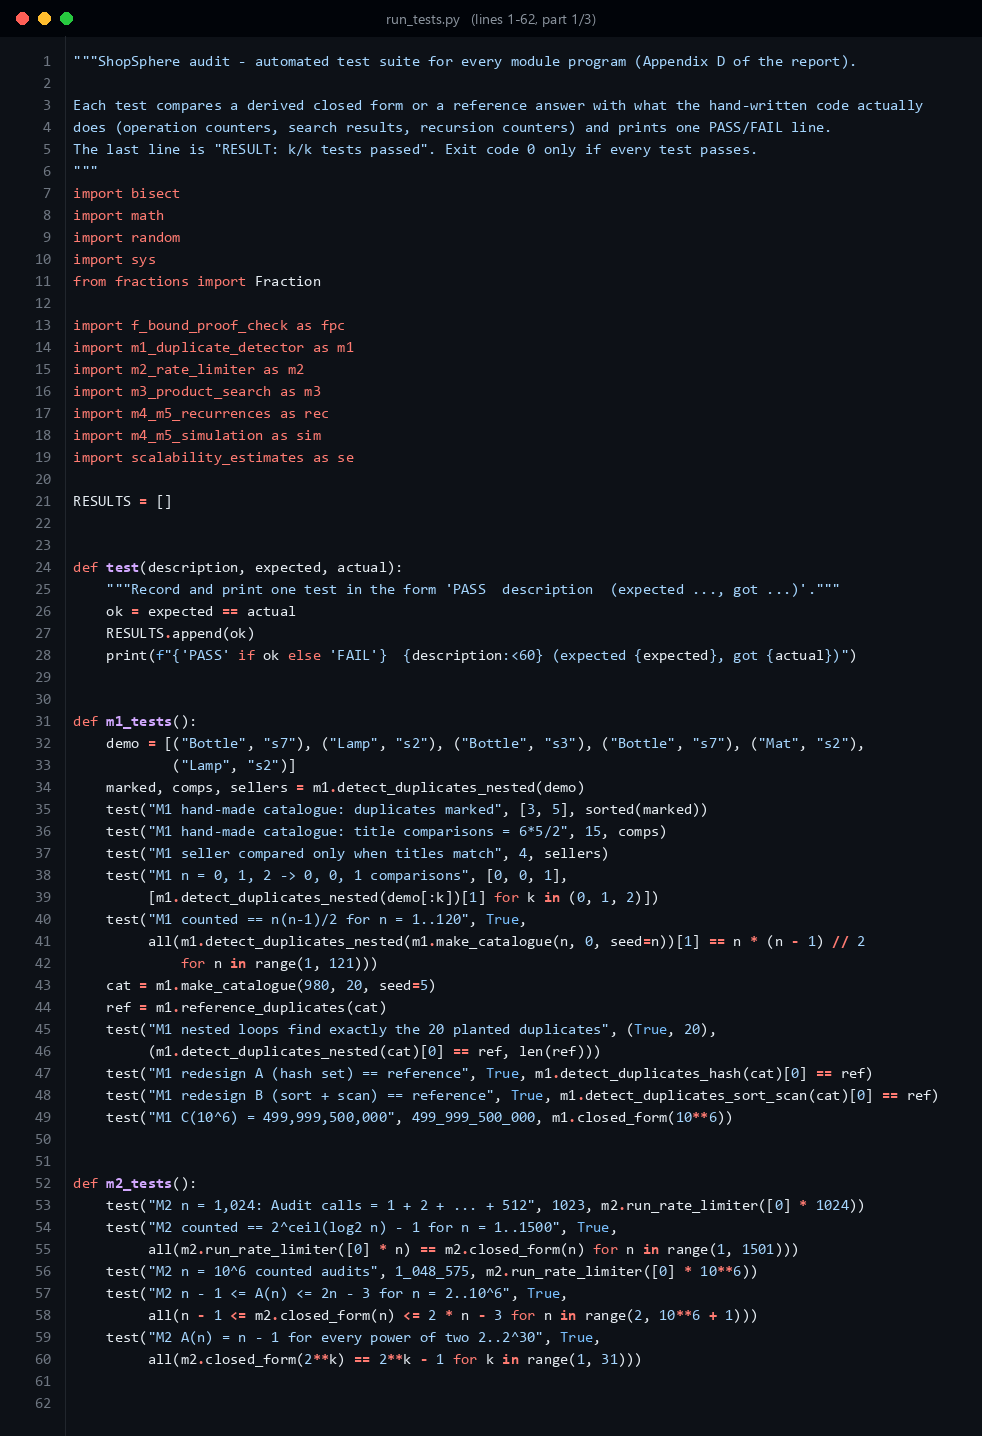 run_tests.py (lines 1-62, part 1/3)
1 """ShopSphere audit - automated test suite for every module program (Appendix D of the report).
2
3 Each test compares a derived closed form or a reference answer with what the hand-written code actually
4 does (operation counters, search results, recursion counters) and prints one PASS/FAIL line.
5 The last line is "RESULT: k/k tests passed". Exit code 0 only if every test passes.
6 """
7 import bisect
8 import math
9 import random
10 import sys
11 from fractions import Fraction
12
13 import f_bound_proof_check as fpc
14 import m1_duplicate_detector as m1
15 import m2_rate_limiter as m2
16 import m3_product_search as m3
17 import m4_m5_recurrences as rec
18 import m4_m5_simulation as sim
19 import scalability_estimates as se
20
21 RESULTS = []
22
23
24 def test(description, expected, actual):
25     """Record and print one test in the form 'PASS  description  (expected ..., got ...)'."""
26     ok = expected == actual
27     RESULTS.append(ok)
28     print(f"{'PASS' if ok else 'FAIL'}  {description:<60} (expected {expected}, got {actual})")
29
30
31 def m1_tests():
32     demo = [("Bottle", "s7"), ("Lamp", "s2"), ("Bottle", "s3"), ("Bottle", "s7"), ("Mat", "s2"),
33             ("Lamp", "s2")]
34     marked, comps, sellers = m1.detect_duplicates_nested(demo)
35     test("M1 hand-made catalogue: duplicates marked", [3, 5], sorted(marked))
36     test("M1 hand-made catalogue: title comparisons = 6*5/2", 15, comps)
37     test("M1 seller compared only when titles match", 4, sellers)
38     test("M1 n = 0, 1, 2 -> 0, 0, 1 comparisons", [0, 0, 1],
39          [m1.detect_duplicates_nested(demo[:k])[1] for k in (0, 1, 2)])
40     test("M1 counted == n(n-1)/2 for n = 1..120", True,
41          all(m1.detect_duplicates_nested(m1.make_catalogue(n, 0, seed=n))[1] == n * (n - 1) // 2
42              for n in range(1, 121)))
43     cat = m1.make_catalogue(980, 20, seed=5)
44     ref = m1.reference_duplicates(cat)
45     test("M1 nested loops find exactly the 20 planted duplicates", (True, 20),
46          (m1.detect_duplicates_nested(cat)[0] == ref, len(ref)))
47     test("M1 redesign A (hash set) == reference", True, m1.detect_duplicates_hash(cat)[0] == ref)
48     test("M1 redesign B (sort + scan) == reference", True, m1.detect_duplicates_sort_scan(cat)[0] == ref)
49     test("M1 C(10^6) = 499,999,500,000", 499_999_500_000, m1.closed_form(10**6))
50
51
52 def m2_tests():
53     test("M2 n = 1,024: Audit calls = 1 + 2 + ... + 512", 1023, m2.run_rate_limiter([0] * 1024))
54     test("M2 counted == 2^ceil(log2 n) - 1 for n = 1..1500", True,
55          all(m2.run_rate_limiter([0] * n) == m2.closed_form(n) for n in range(1, 1501)))
56     test("M2 n = 10^6 counted audits", 1_048_575, m2.run_rate_limiter([0] * 10**6))
57     test("M2 n - 1 <= A(n) <= 2n - 3 for n = 2..10^6", True,
58          all(n - 1 <= m2.closed_form(n) <= 2 * n - 3 for n in range(2, 10**6 + 1)))
59     test("M2 A(n) = n - 1 for every power of two 2..2^30", True,
60          all(m2.closed_form(2**k) == 2**k - 1 for k in range(1, 31)))
61
62